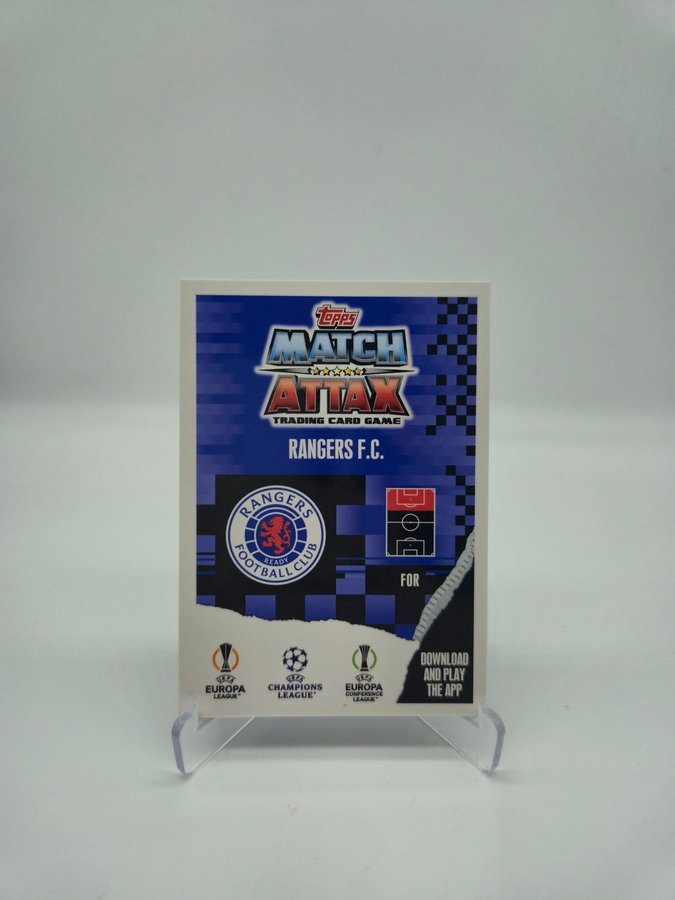 topps
MATCH
ATTAX
TRADING CARD GAME
RANGERS F.C.
RANGERS
FOOTBALL CLUB
READY
FOR
UEFA
EUROPA
LEAGUE
UEFA
CHAMPIONS
LEAGUE
UEFA
EUROPA
CONFERENCE
LEAGUE
DOWNLOAD
AND PLAY
THE APP